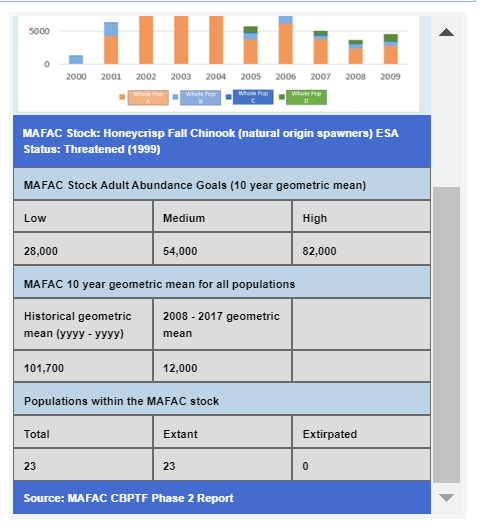 5000
0
2000 2001 2002 2003 2004 2005 2006 2007 2008 2009
Whole Pop Whole Pop Whole Pop Whole Pop
A B C D
MAFAC Stock: Honeycrisp Fall Chinook (natural origin spawners) ESA
Status: Threatened (1999)
MAFAC Stock Adult Abundance Goals (10 year geometric mean)
Low Medium High
28,000 54,000 82,000
MAFAC 10 year geometric mean for all populations
Historical geometric 2008 - 2017 geometric
mean (yyyy - yyyy) mean
101,700 12,000
Populations within the MAFAC stock
Total Extant Extirpated
23 23 0
Source: MAFAC CBPTF Phase 2 Report